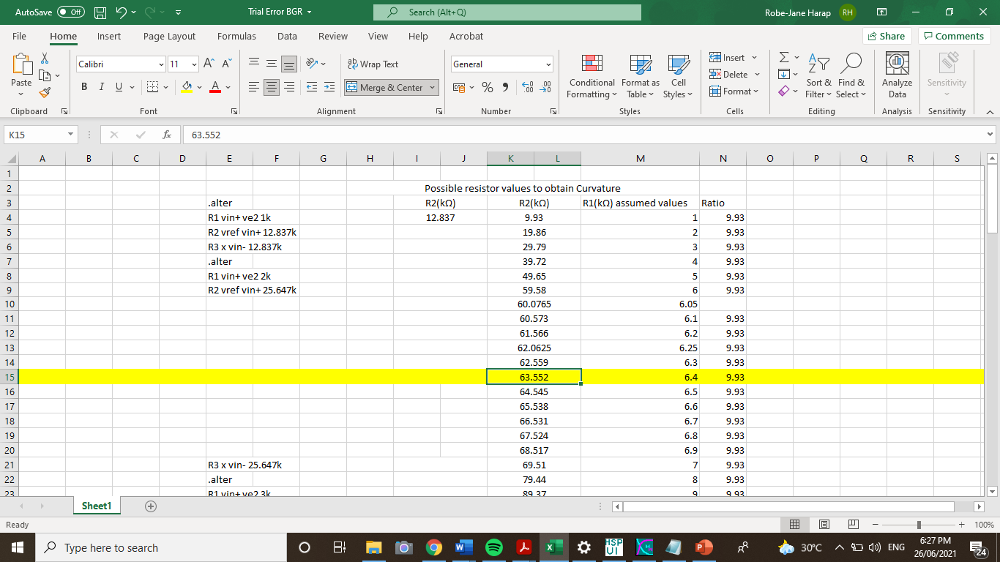 AutoSave Off Trial Error BGR Search (Alt+Q) Robe-Jane Harap RH
File Home Insert Page Layout Formulas Data Review View Help Acrobat Share Comments
Paste Calibri 11 A A ab Wrap Text General Conditional Formatting Format as Table Cell Styles Insert Delete Format Sort & Filter Find & Select Analyze Data Sensitivity
B I U A Merge & Center % 9
Clipboard Font Alignment Number Styles Cells Editing Analysis Sensitivity
K15 fx 63.552
A B C D E F G H I J K L M N O P Q R S
1
2 Possible resistor values to obtain Curvature
3 .alter R2(kΩ) R2(kΩ) R1(kΩ) assumed values Ratio
4 R1 vin+ ve2 1k 12.837 9.93 1 9.93
5 R2 vref vin+ 12.837k 19.86 2 9.93
6 R3 x vin- 12.837k 29.79 3 9.93
7 .alter 39.72 4 9.93
8 R1 vin+ ve2 2k 49.65 5 9.93
9 R2 vref vin+ 25.647k 59.58 6 9.93
10 60.0765 6.05
11 60.573 6.1 9.93
12 61.566 6.2 9.93
13 62.0625 6.25 9.93
14 62.559 6.3 9.93
15 63.552 6.4 9.93
16 64.545 6.5 9.93
17 65.538 6.6 9.93
18 66.531 6.7 9.93
19 67.524 6.8 9.93
20 68.517 6.9 9.93
21 R3 x vin- 25.647k 69.51 7 9.93
22 .alter 79.44 8 9.93
23 R1 vin+ ve2 3k 89.37 9 9.93
Sheet1
Ready 100%
Type here to search HSP UI 30°C ENG 6:27 PM
26/06/2021 24